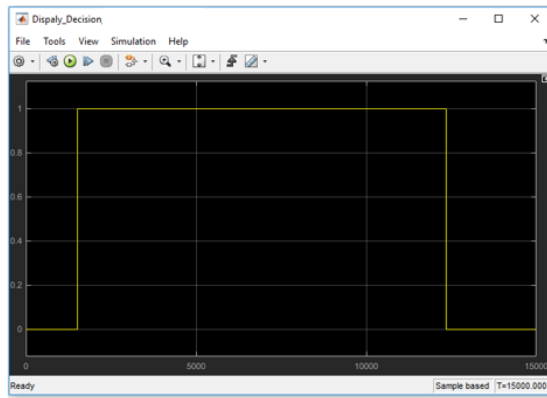 Dispaly_Decision
File Tools View Simulation Help
1
0.8
0.6
0.4
0.2
0
0 5000 10000 15000
Ready Sample based T=15000.000